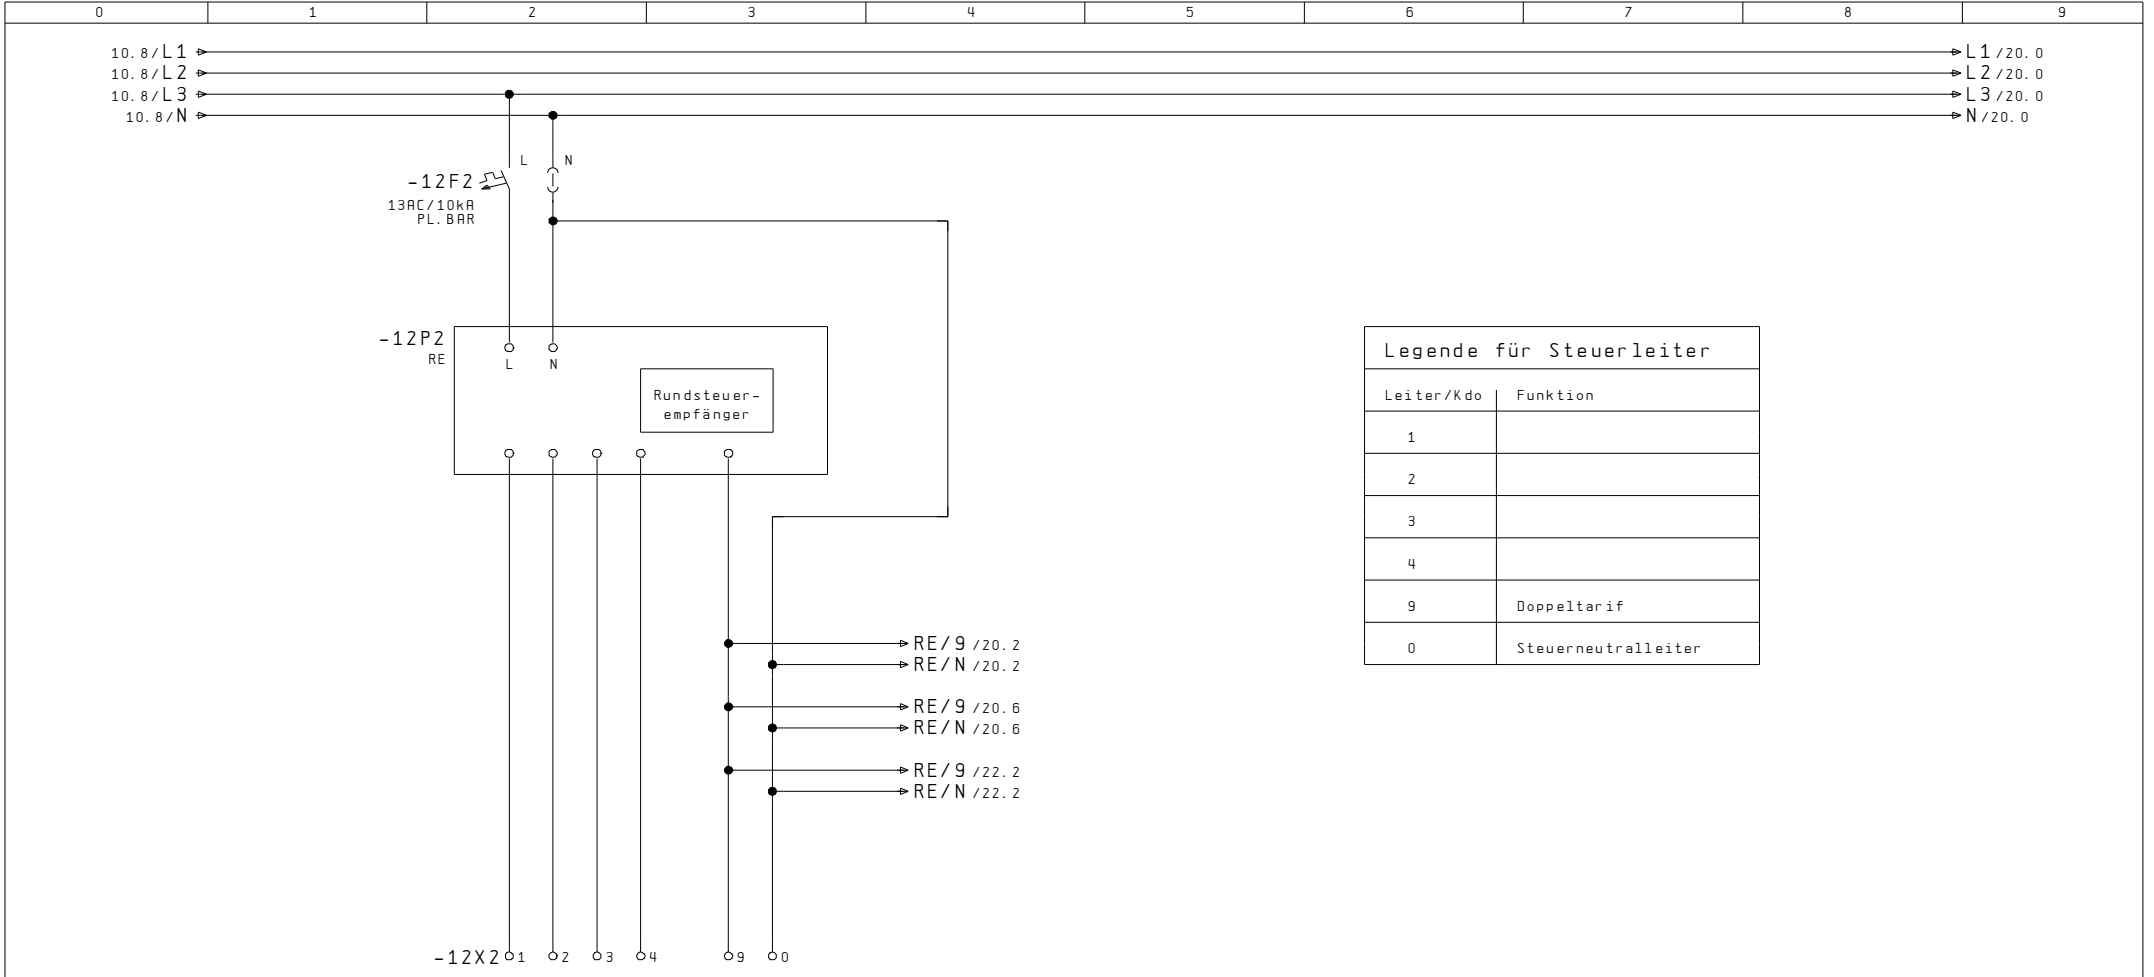 0 1 2 3 4 5 6 7 8 9
10.8/L1 L1/20.0
10.8/L2 L2/20.0
10.8/L3 L3/20.0
10.8/N N/20.0
L N
-12F2
13AC/10kA
PL.BAR
-12P2
RE
L N
Rundsteuer-
empfänger
Legende für Steuerleiter
Leiter/Kdo Funktion
1
2
3
4
9 Doppeltarif
0 Steuerneutralleiter
RE/9 /20.2
RE/N /20.2
RE/9 /20.6
RE/N /20.6
RE/9 /22.2
RE/N /22.2
-12X2 1 2 3 4 9 0